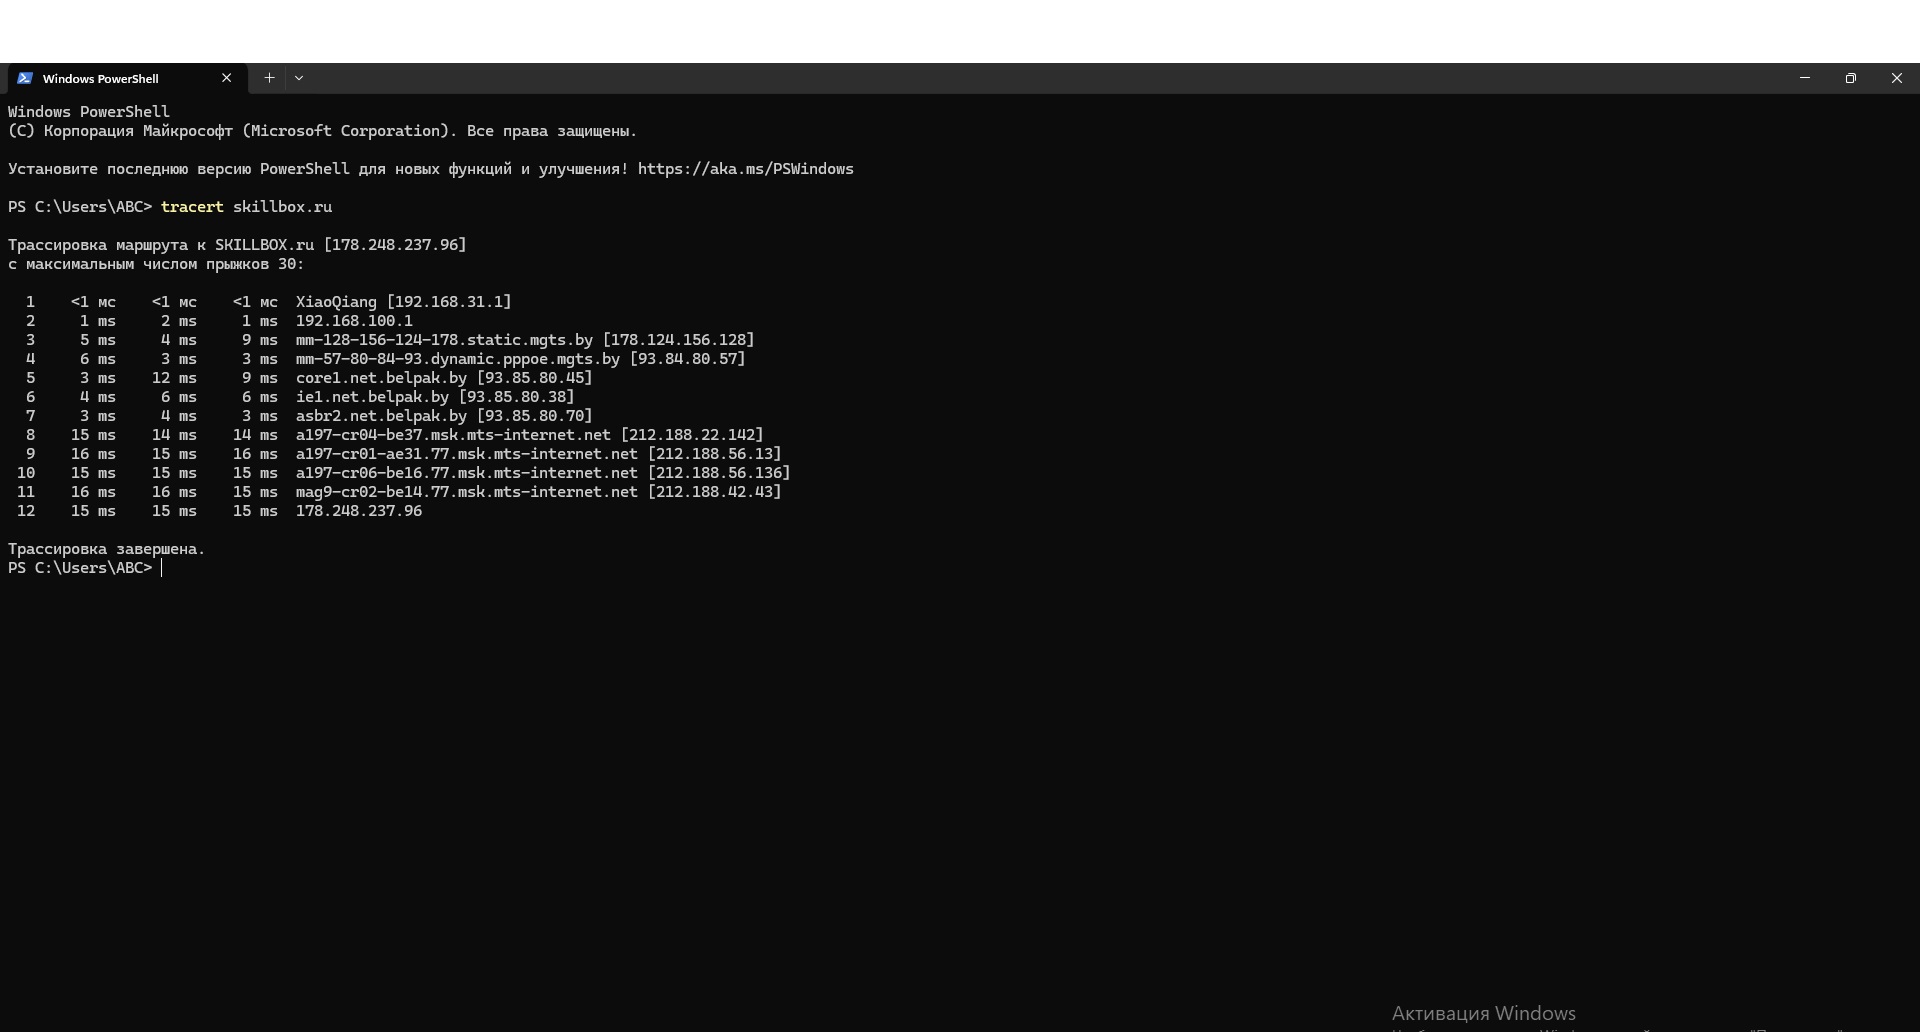 Windows PowerShell
Windows PowerShell
(C) Корпорация Майкрософт (Microsoft Corporation). Все права защищены.
Установите последнюю версию PowerShell для новых функций и улучшения! https://aka.ms/PSWindows
PS C:\Users\ABC> tracert skillbox.ru
Трассировка маршрута к SKILLBOX.ru [178.248.237.96]
с максимальным числом прыжков 30:
1 <1 мс <1 мс <1 мс XiaoQiang [192.168.31.1]
2 1 ms 2 ms 1 ms 192.168.100.1
3 5 ms 4 ms 9 ms mm-128-156-124-178.static.mgts.by [178.124.156.128]
4 6 ms 3 ms 3 ms mm-57-80-84-93.dynamic.pppoe.mgts.by [93.84.80.57]
5 3 ms 12 ms 9 ms core1.net.belpak.by [93.85.80.45]
6 4 ms 6 ms 6 ms ie1.net.belpak.by [93.85.80.38]
7 3 ms 4 ms 3 ms asbr2.net.belpak.by [93.85.80.70]
8 15 ms 14 ms 14 ms a197-cr04-be37.msk.mts-internet.net [212.188.22.142]
9 16 ms 15 ms 16 ms a197-cr01-ae31.77.msk.mts-internet.net [212.188.56.13]
10 15 ms 15 ms 15 ms a197-cr06-be16.77.msk.mts-internet.net [212.188.56.136]
11 16 ms 16 ms 15 ms mag9-cr02-be14.77.msk.mts-internet.net [212.188.42.43]
12 15 ms 15 ms 15 ms 178.248.237.96
Трассировка завершена.
PS C:\Users\ABC>
Активация Windows